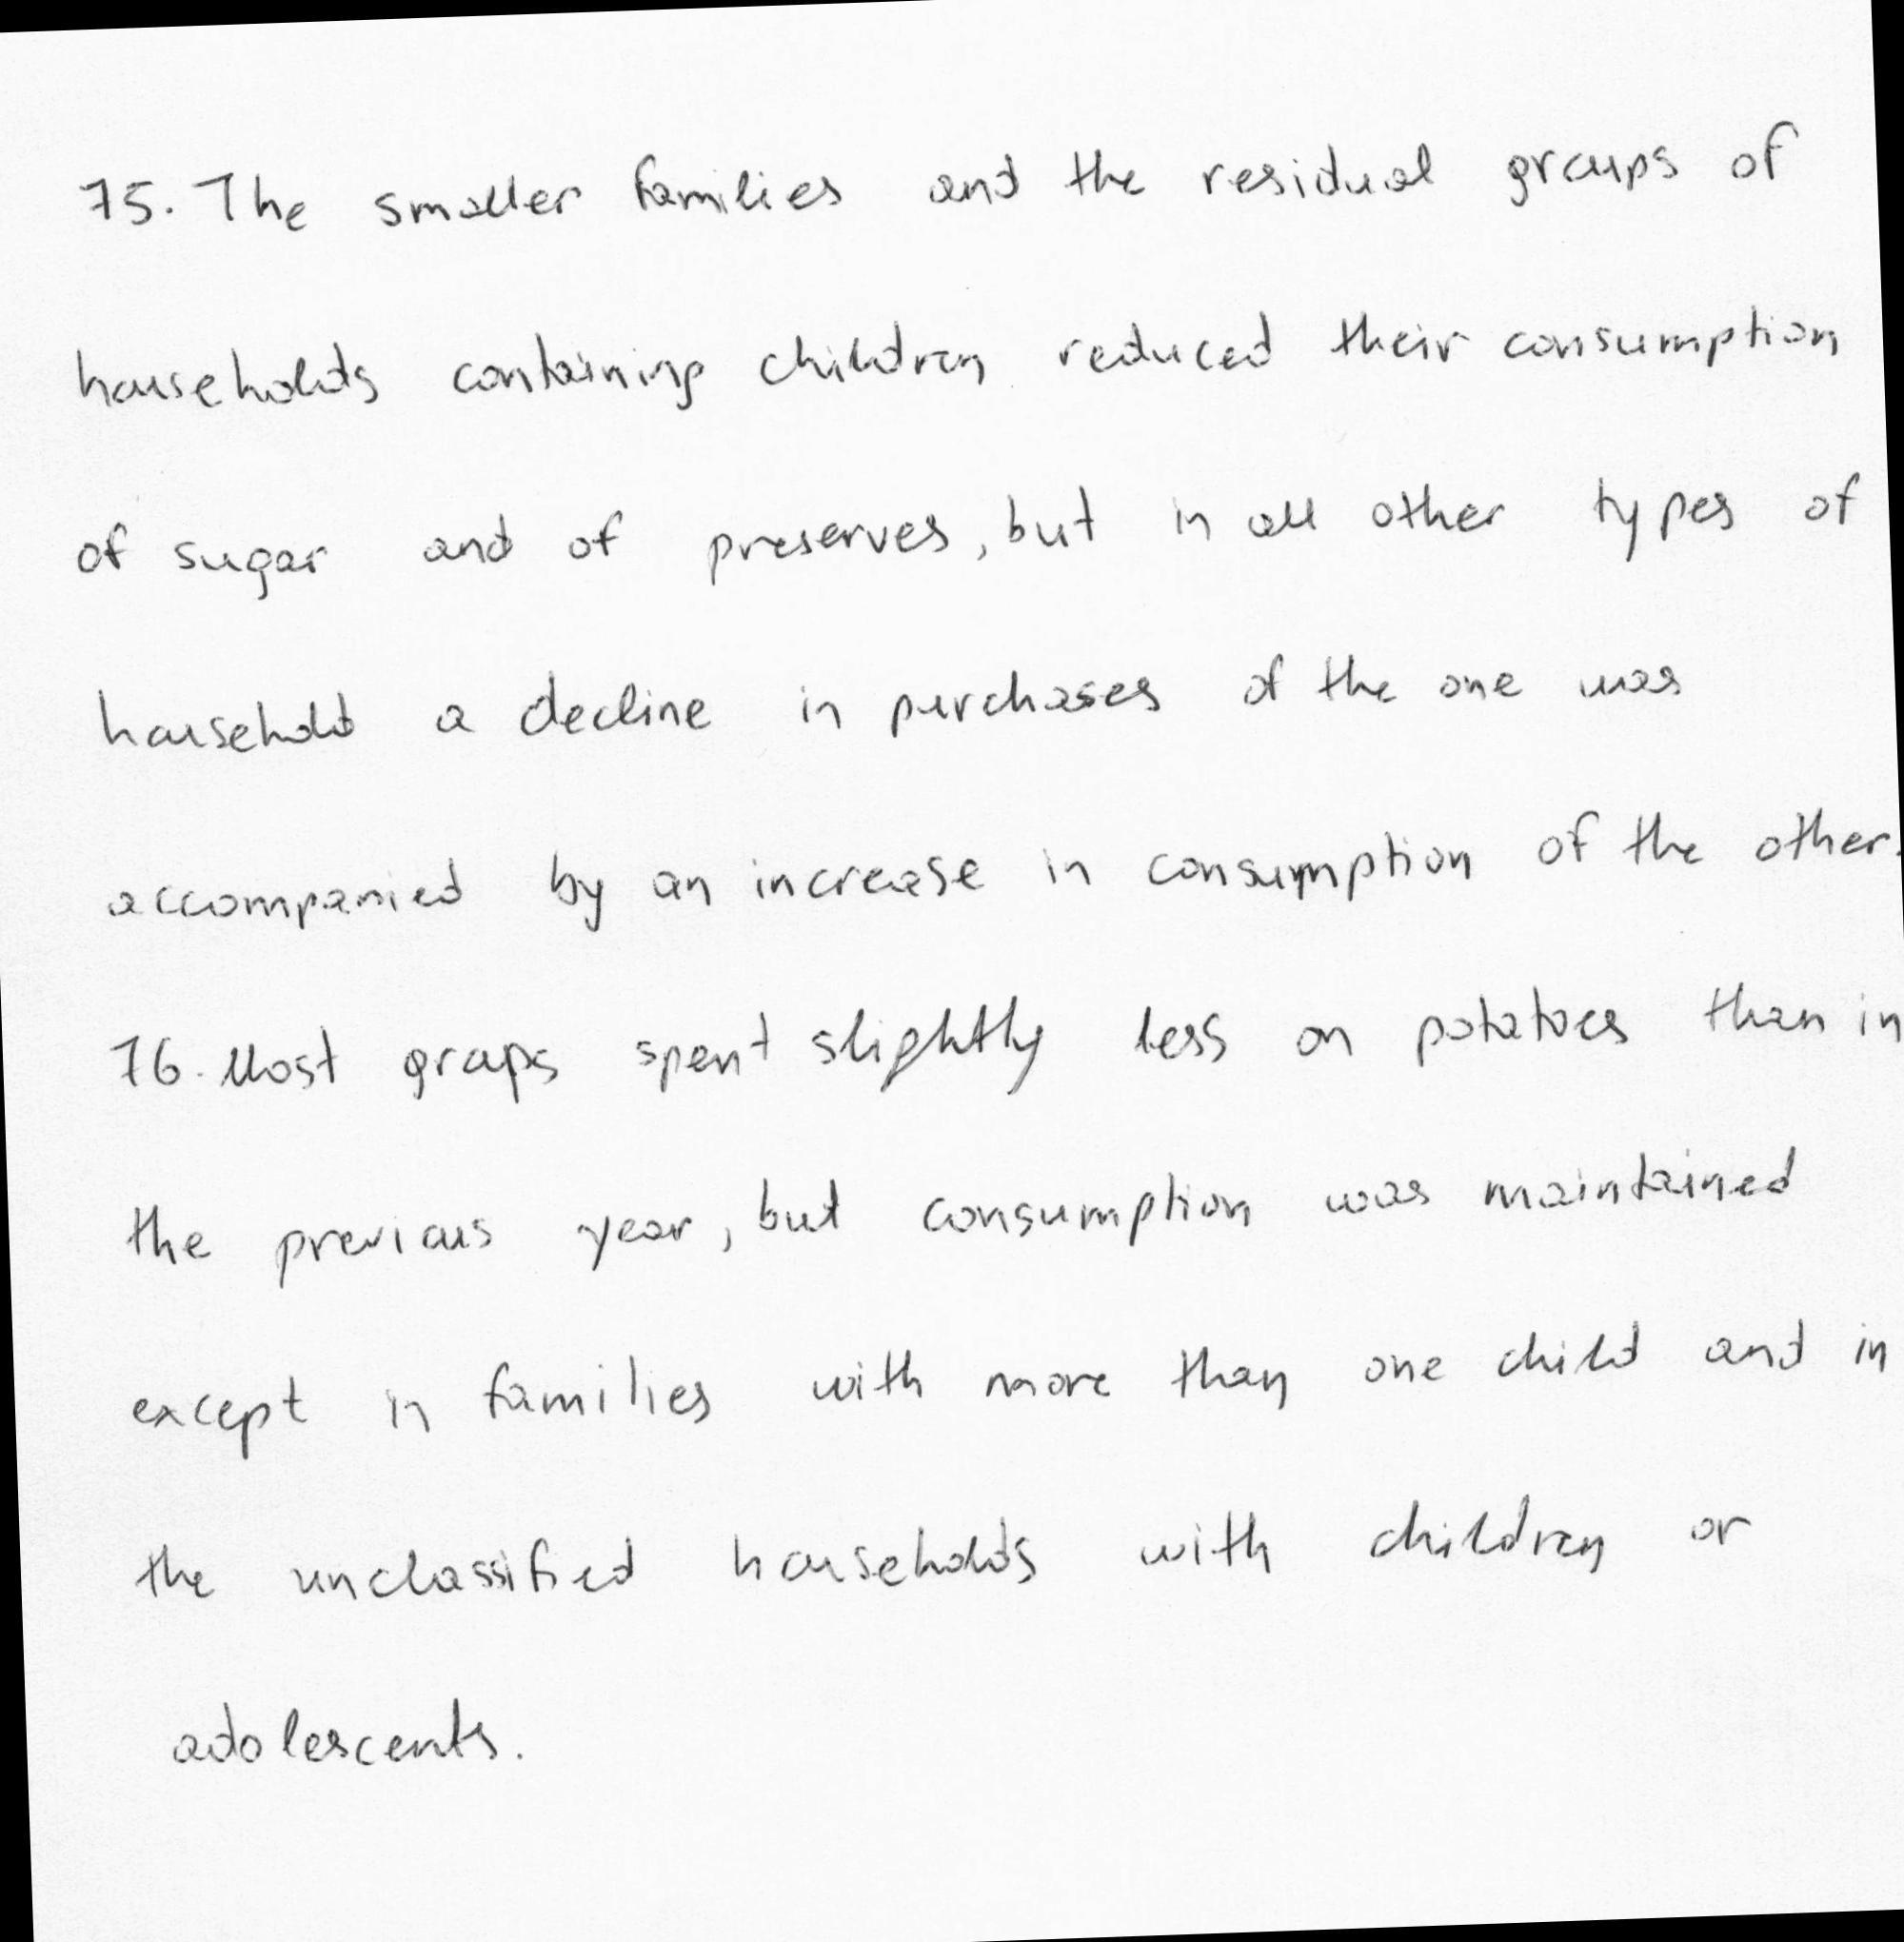 75. The smaller families and the residual groups of
households containing children reduced their consumption
of sugar and of preserves, but in all other types of
household a decline in purchases of the one was
accompanied by an increase in consumption of the other.
76. Most groups spent slightly less on potatoes than in
the previous year, but consumption was maintained
except in families with more than one child and in
the unclassified households with children or
adolescents.